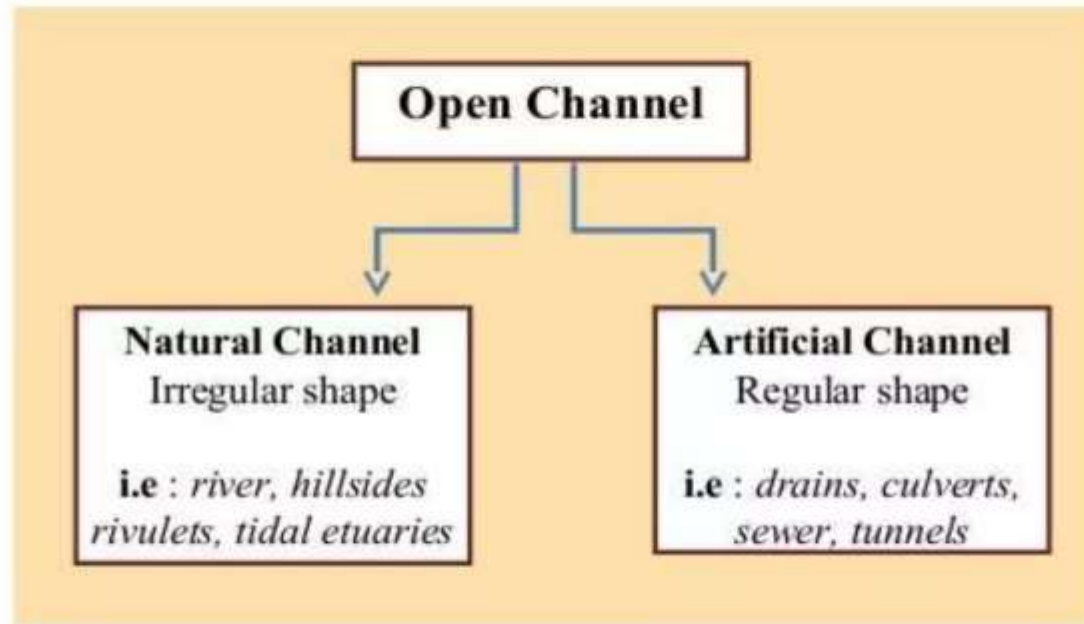 Open Channel
Natural Channel
Irregular shape
i.e : river, hillsides
rivulets, tidal etuaries
Artificial Channel
Regular shape
i.e : drains, culverts,
sewer, tunnels